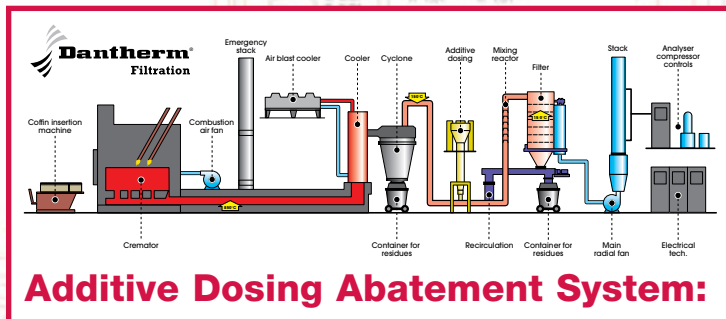 Dantherm®
Filtration
Emergency
stack
Air blast cooler
Cooler
Cyclone
Additive
dosing
Mixing
reactor
Filter
Stack
Analyser
compressor
controls
Coffin insertion
machine
Combustion
air fan
Cremator
Container for
residues
Recirculation
Container for
residues
Main
radial fan
Electrical
tech.
Additive Dosing Abatement System: